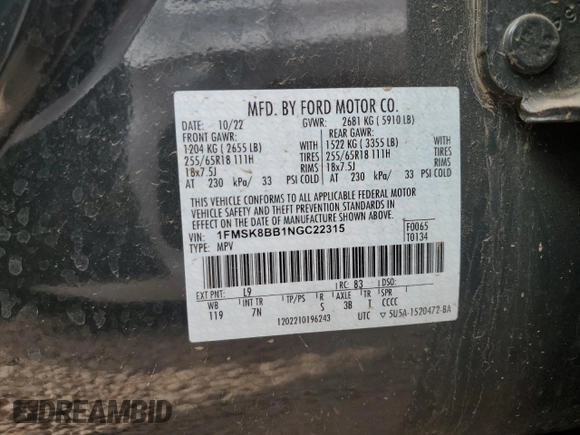 MFD. BY FORD MOTOR CO.
DATE: 10/22 GVWR: 2681 KG ( 5910 LB)
FRONT GAWR: REAR GAWR:
1204 KG ( 2655 LB) WITH 1522 KG ( 3355 LB) WITH
255/65R18 111H TIRES 255/65R18 111H TIRES
18x7.5J RIMS 18x7.5J RIMS
AT 230 kPa/ 33 PSI COLD AT 230 kPa/ 33 PSI COLD
THIS VEHICLE CONFORMS TO ALL APPLICABLE FEDERAL MOTOR
VEHICLE SAFETY AND THEFT PREVENTION STANDARDS IN
EFFECT ON THE DATE OF MANUFACTURE SHOWN ABOVE.
VIN: 1FMSK8BB1NGC22315 F0065
TYPE: MPV T0134
EXT PNT: L9 RC: 83 DSO:
WB INT TR TP/PS R AXLE TR SPR
119 7N S 3B T CCCC
1202210196243 UTC ▽ 5U5A-1520472-BA
DREAMBID